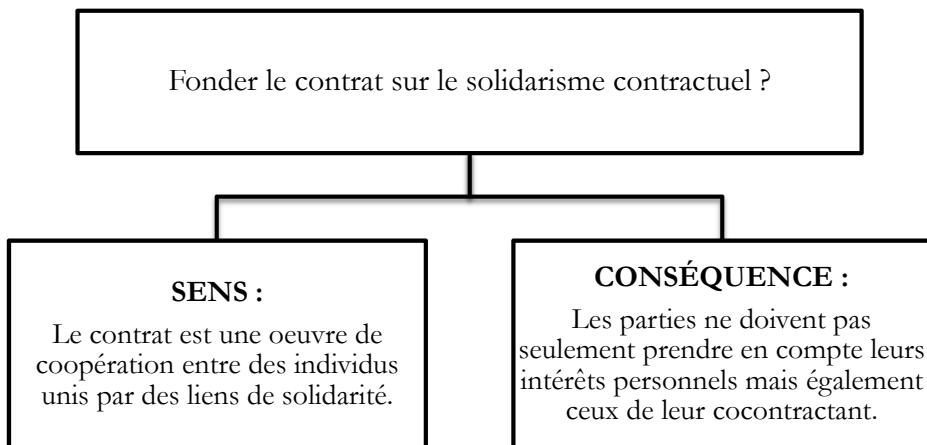 Fonder le contrat sur le solidarisme contractuel ?
SENS :
Le contrat est une oeuvre de
coopération entre des individus
unis par des liens de solidarité.
CONSÉQUENCE :
Les parties ne doivent pas
seulement prendre en compte leurs
intérêts personnels mais également
ceux de leur cocontractant.